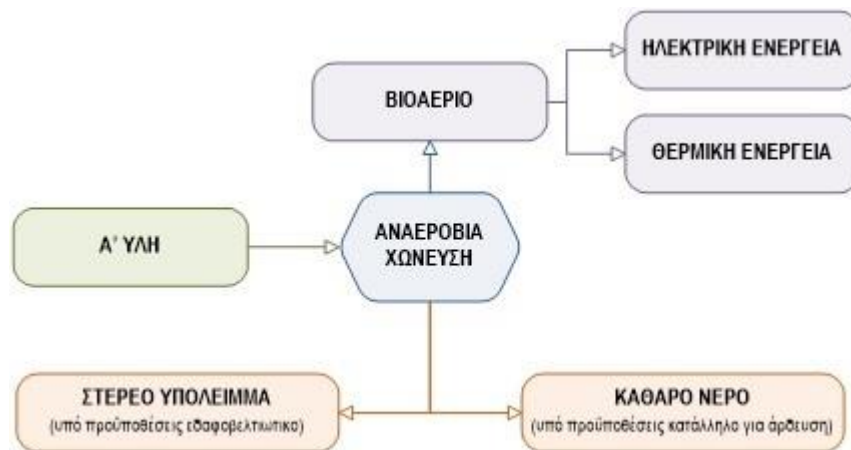 ΗΛΕΚΤΡΙΚΗ ΕΝΕΡΓΕΙΑ
ΒΙΟΑΕΡΙΟ
ΘΕΡΜΙΚΗ ΕΝΕΡΓΕΙΑ
Α' ΥΛΗ
ΑΝΑΕΡΟΒΙΑ
ΧΩΝΕΥΣΗ
ΣΤΕΡΕΟ ΥΠΟΛΕΙΜΜΑ
(υπό προϋποθέσεις εδαφοβελτιωτικο)
ΚΑΘΑΡΟ ΝΕΡΟ
(υπό προϋποθέσεις κατάλληλο για άρδευση)